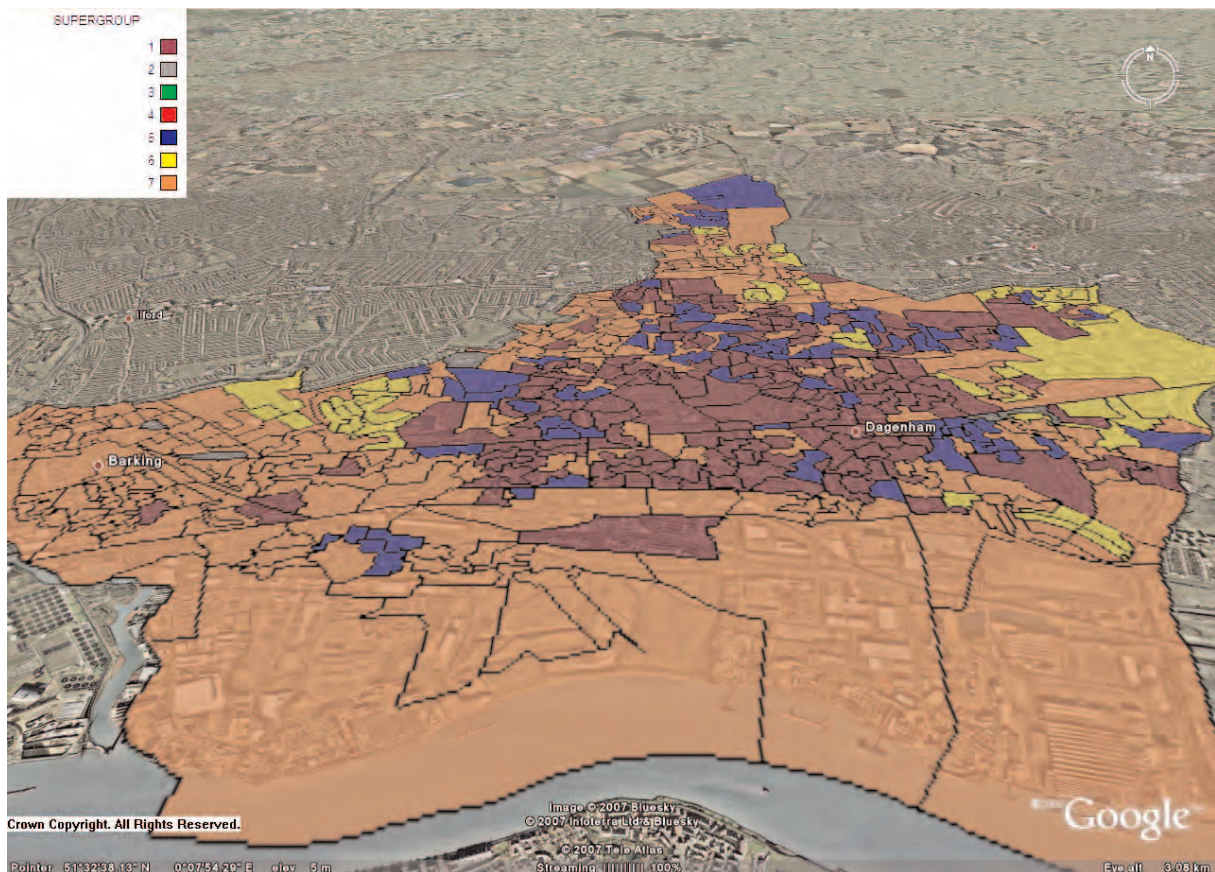 SUPERGROUP
1
2
3
4
5
6
7
N
Ilford
Barking
Dagenham
Image © 2007 Bluesky
© 2007 Infoterra Ltd & Bluesky
© 2007 Tele Atlas
Google
Crown Copyright. All Rights Reserved.
Pointer 51°32'38.13" N 0°07'54.29" E elev 5 m
Streaming ||||||||| 100%
Eye alt 3.08 km